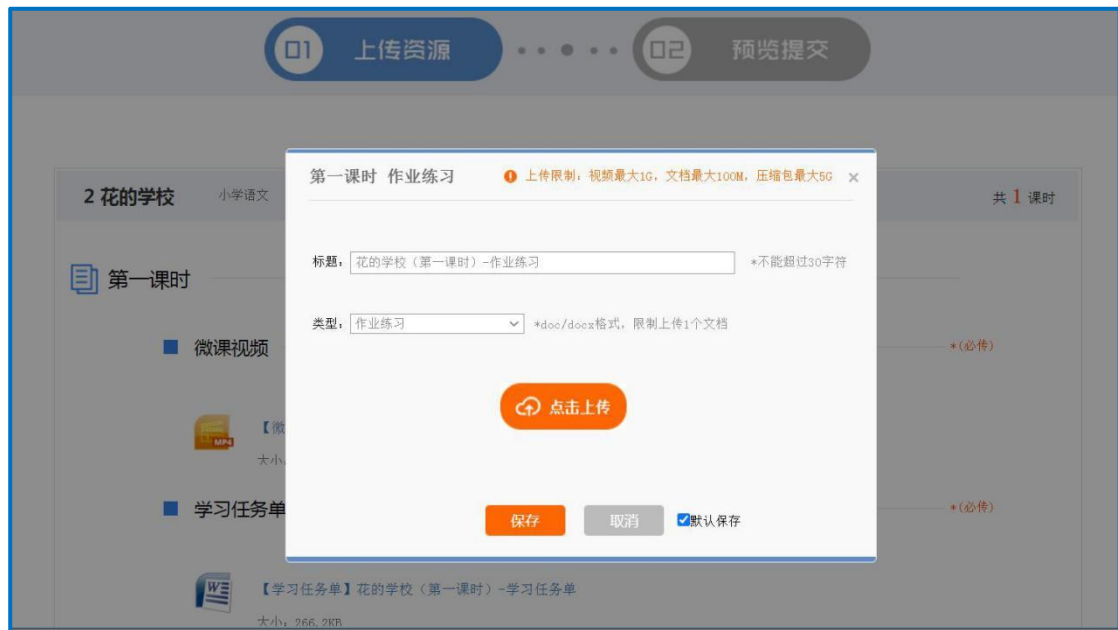 01 上传资源 02 预览提交
第一课时 作业练习 上传限制：视频最大1G，文档最大100M，压缩包最大5G ×
2 花的学校 小学语文 共 1 课时
标题： 花的学校（第一课时）-作业练习 *不能超过30字符
第一课时
类型： 作业练习 *doc/docx格式，限制上传1个文档
微课视频 *(必传)
点击上传
MP4 【微
大小
学习任务单 *(必传)
保存 取消 默认保存
【学习任务单】花的学校（第一课时）-学习任务单
大小：266.2KB